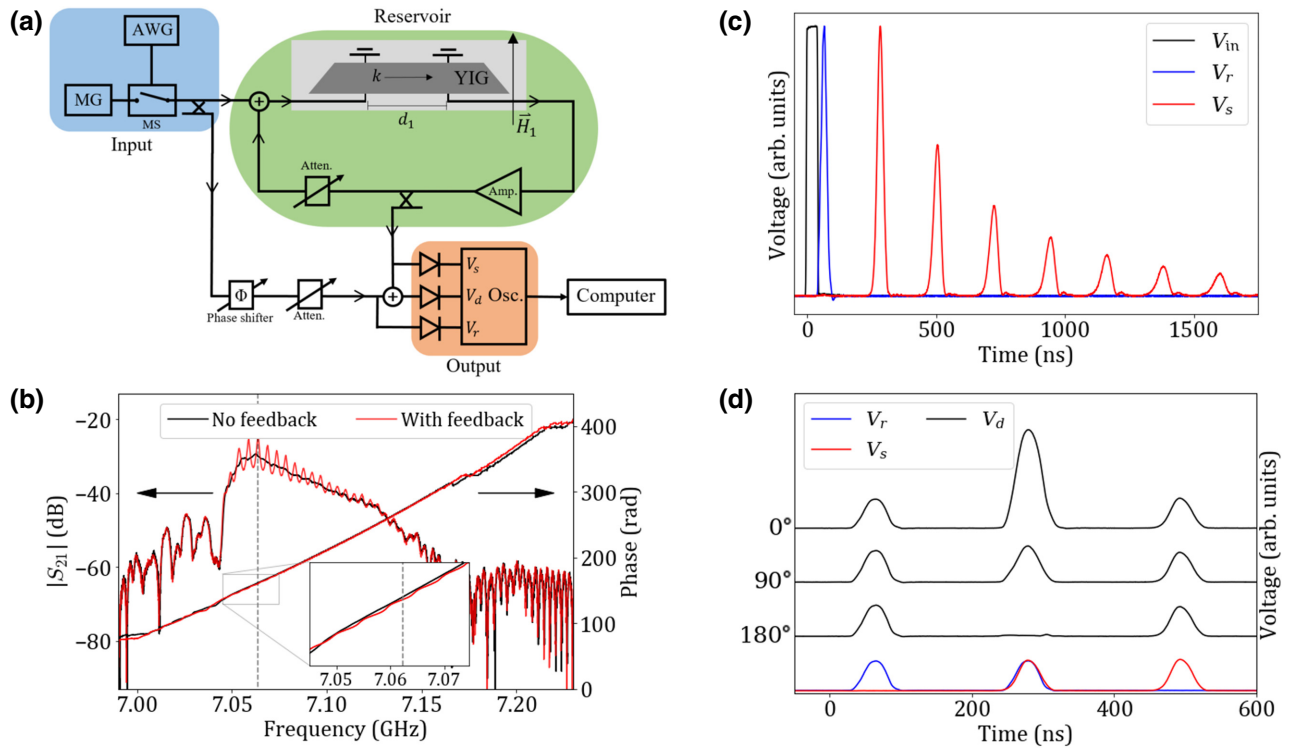 (a)
Reservoir
AWG
MG
MS
Input
k
YIG
d₁
H⃗₁
Atten.
Amp.
Φ
Phase shifter
Atten.
Vₛ
V_d Osc.
Vᵣ
Computer
Output
(b)
No feedback With feedback
−20
−40
−60
−80
|S₂₁| (dB)
400
300
200
100
0
Phase (rad)
7.05 7.06 7.07
7.00 7.05 7.10 7.15 7.20
Frequency (GHz)
(c)
V_in
Vᵣ
Vₛ
Voltage (arb. units)
0 500 1000 1500
Time (ns)
(d)
Vᵣ V_d
Vₛ
0°
90°
180°
Voltage (arb. units)
0 200 400 600
Time (ns)